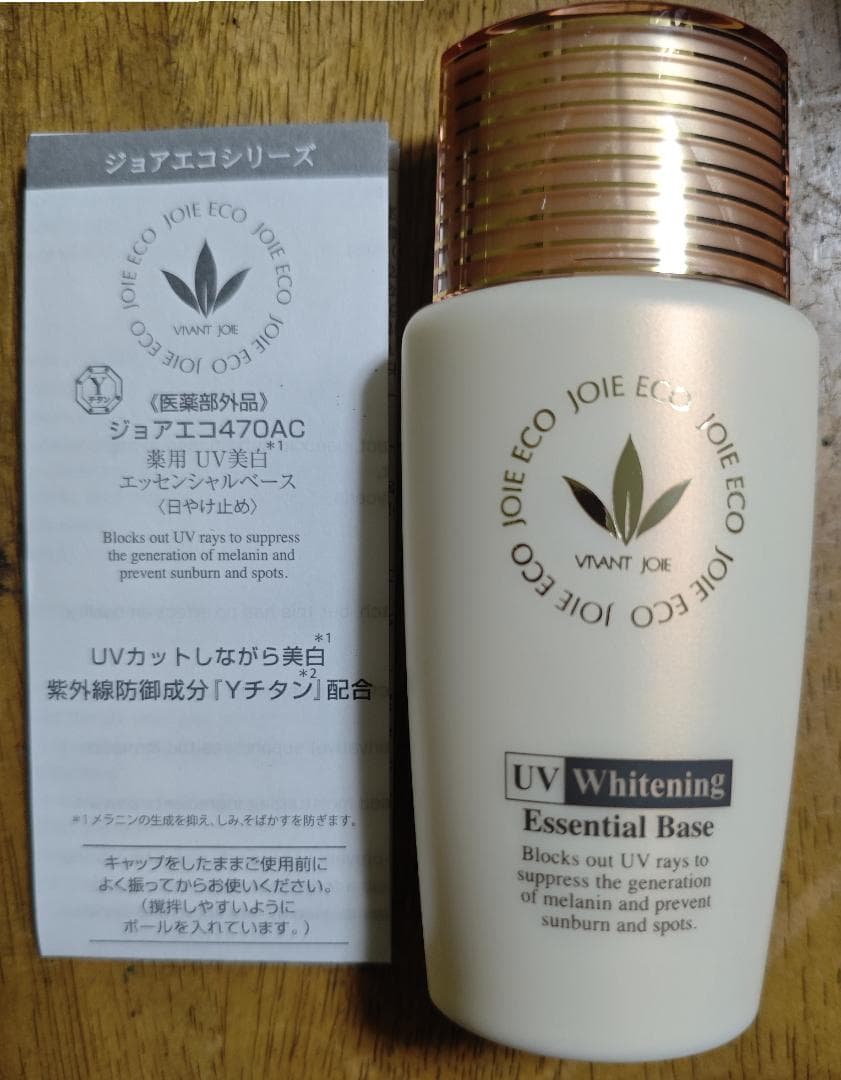 ジョアエコシリーズ
JOIE ECO JOIE ECO JOIE ECO JOIE ECO JOIE ECO
VIVANT JOIE
Y
チタン
《医薬部外品》
ジョアエコ470AC
薬用 UV美白*1
エッセンシャルベース
〈日やけ止め〉
Blocks out UV rays to suppress
the generation of melanin and
prevent sunburn and spots.
UVカットしながら美白*1
紫外線防御成分『Yチタン』*2配合
*1メラニンの生成を抑え、しみ、そばかすを防ぎます。
キャップをしたままご使用前に
よく振ってからお使いください。
(撹拌しやすいように
ボールを入れています。)
JOIE ECO JOIE ECO JOIE ECO JOIE ECO JOIE ECO
VIVANT JOIE
UV Whitening
Essential Base
Blocks out UV rays to
suppress the generation
of melanin and prevent
sunburn and spots.